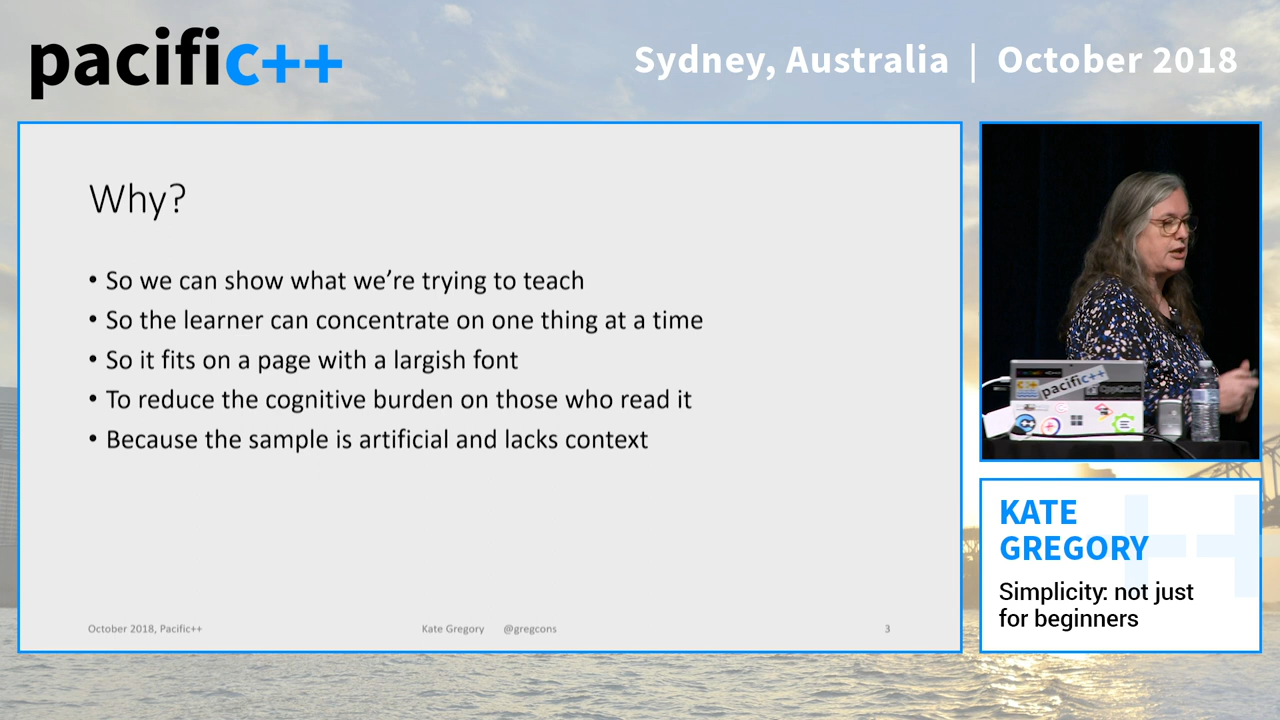 pacific++
Sydney, Australia | October 2018
Why?
• So we can show what we’re trying to teach
• So the learner can concentrate on one thing at a time
• So it fits on a page with a largish font
• To reduce the cognitive burden on those who read it
• Because the sample is artificial and lacks context
October 2018, Pacific++
Kate Gregory @gregcons
3
pacific++
KATE
GREGORY
Simplicity: not just
for beginners